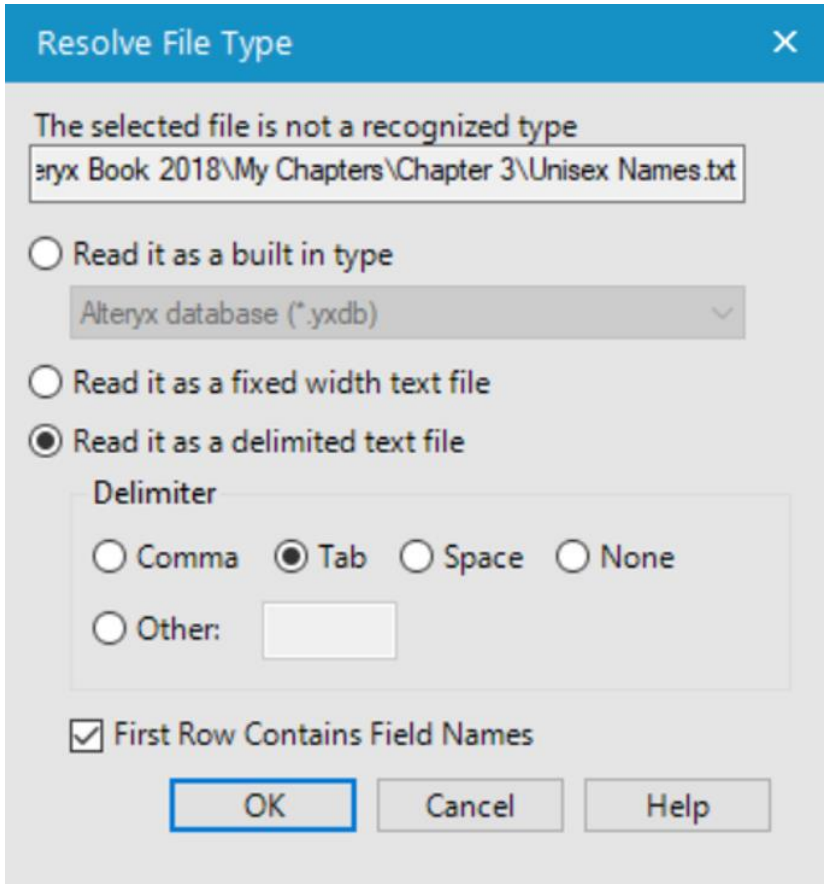 Resolve File Type
The selected file is not a recognized type
eryx Book 2018\My Chapters\Chapter 3\Unisex Names.txt
Read it as a built in type
Alteryx database (*.yxdb)
Read it as a fixed width text file
Read it as a delimited text file
Delimiter
Comma Tab Space None
Other:
First Row Contains Field Names
OK Cancel Help